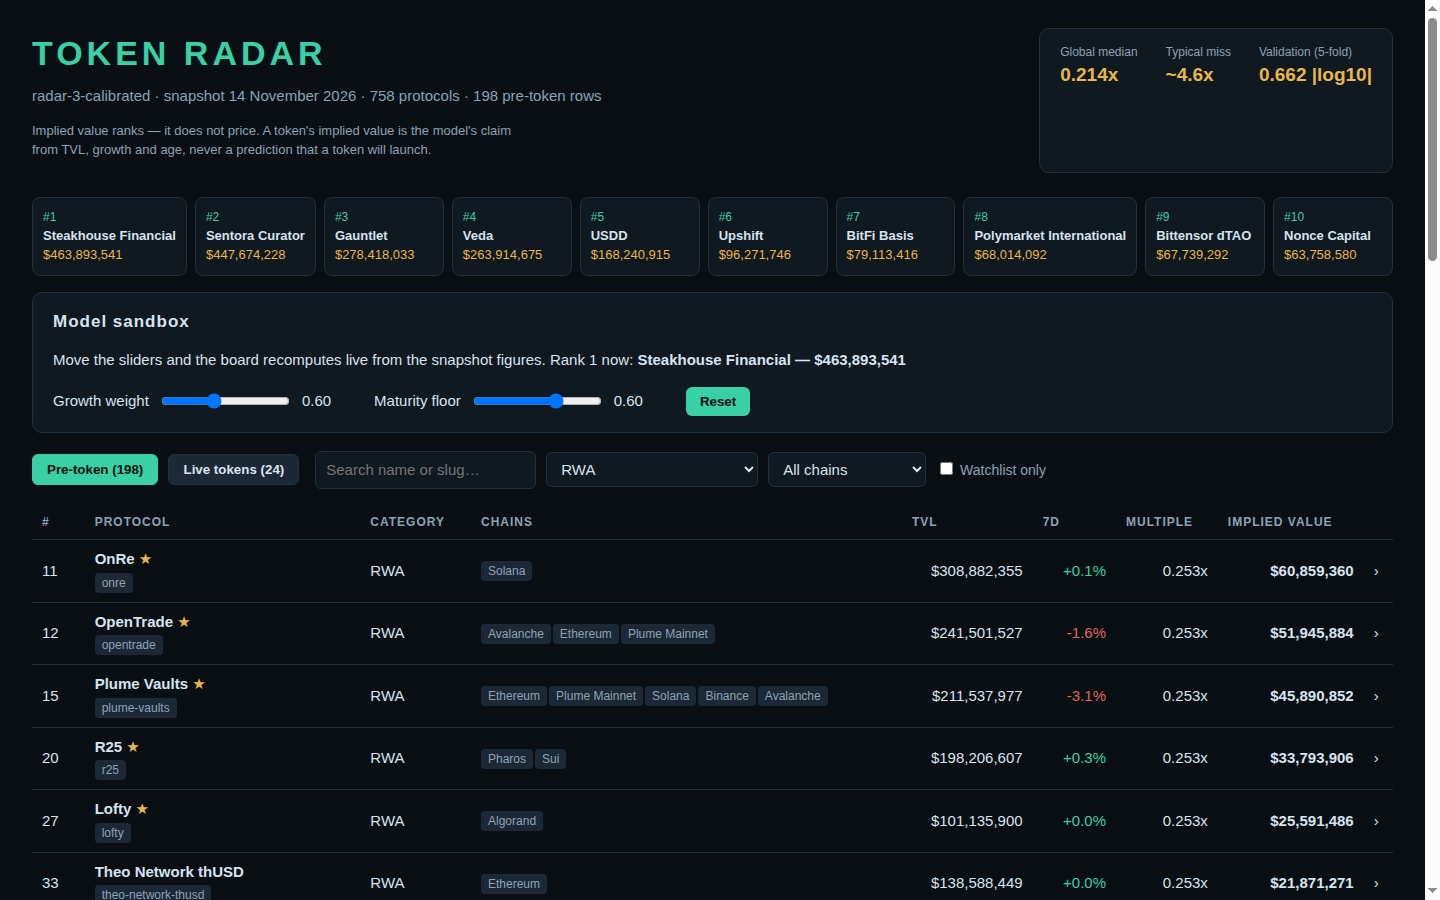 TOKEN RADAR
radar-3-calibrated · snapshot 14 November 2026 · 758 protocols · 198 pre-token rows
Implied value ranks — it does not price. A token's implied value is the model's claim
from TVL, growth and age, never a prediction that a token will launch.
Global median Typical miss Validation (5-fold)
0.214x ~4.6x 0.662 |log10|
#1 #2 #3 #4 #5 #6 #7 #8 #9 #10
Steakhouse Financial Sentora Curator Gauntlet Veda USDD Upshift BitFi Basis Polymarket International Bittensor dTAO Nonce Capital
$463,893,541 $447,674,228 $278,418,033 $263,914,675 $168,240,915 $96,271,746 $79,113,416 $68,014,092 $67,739,292 $63,758,580
Model sandbox
Move the sliders and the board recomputes live from the snapshot figures. Rank 1 now: Steakhouse Financial — $463,893,541
Growth weight 0.60 Maturity floor 0.60 Reset
Pre-token (198) Live tokens (24) Search name or slug… RWA All chains Watchlist only
# PROTOCOL CATEGORY CHAINS TVL 7D MULTIPLE IMPLIED VALUE
11 OnRe ★ RWA Solana $308,882,355 +0.1% 0.253x $60,859,360 ›
onre
12 OpenTrade ★ RWA Avalanche Ethereum Plume Mainnet $241,501,527 -1.6% 0.253x $51,945,884 ›
opentrade
15 Plume Vaults ★ RWA Ethereum Plume Mainnet Solana Binance Avalanche $211,537,977 -3.1% 0.253x $45,890,852 ›
plume-vaults
20 R25 ★ RWA Pharos Sui $198,206,607 +0.3% 0.253x $33,793,906 ›
r25
27 Lofty ★ RWA Algorand $101,135,900 +0.0% 0.253x $25,591,486 ›
lofty
33 Theo Network thUSD RWA Ethereum $138,588,449 +0.0% 0.253x $21,871,271 ›
theo-network-thusd